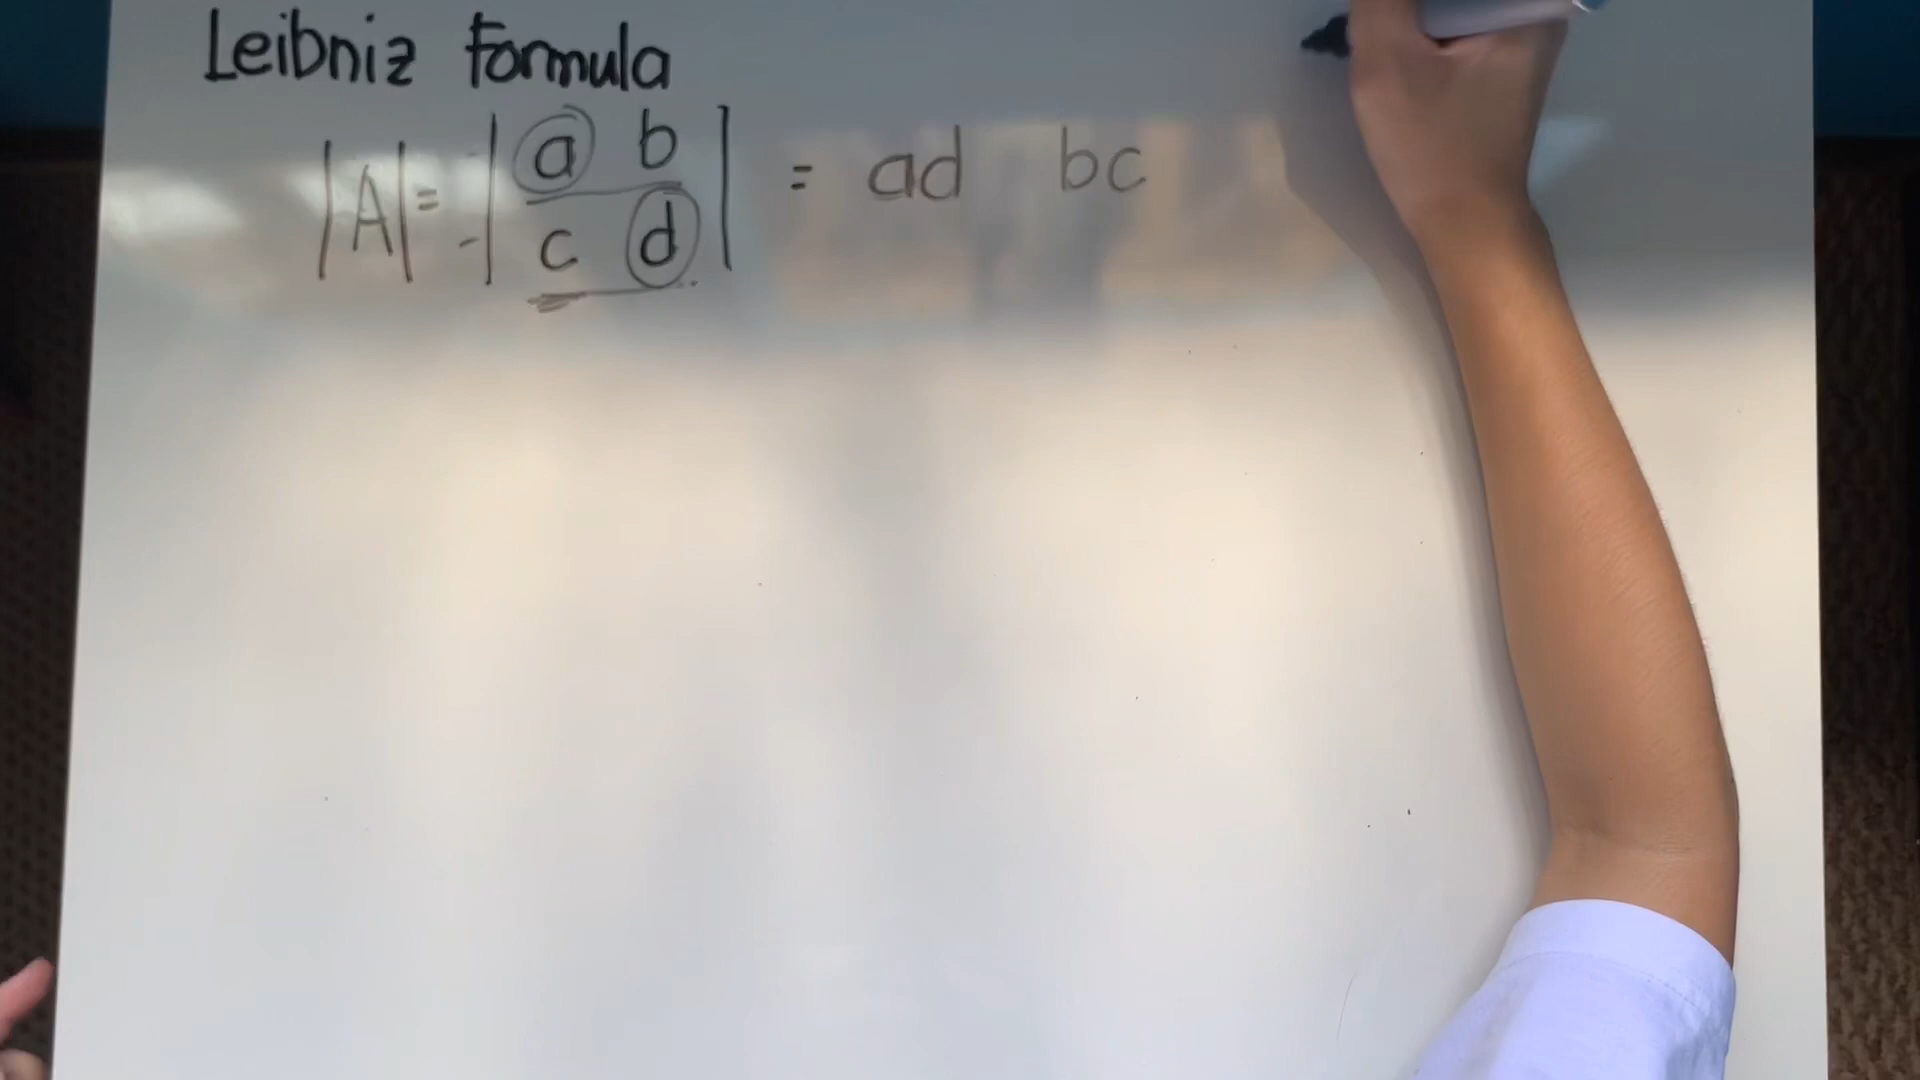 Leibniz formula
|A| = | a b | = ad bc
c d